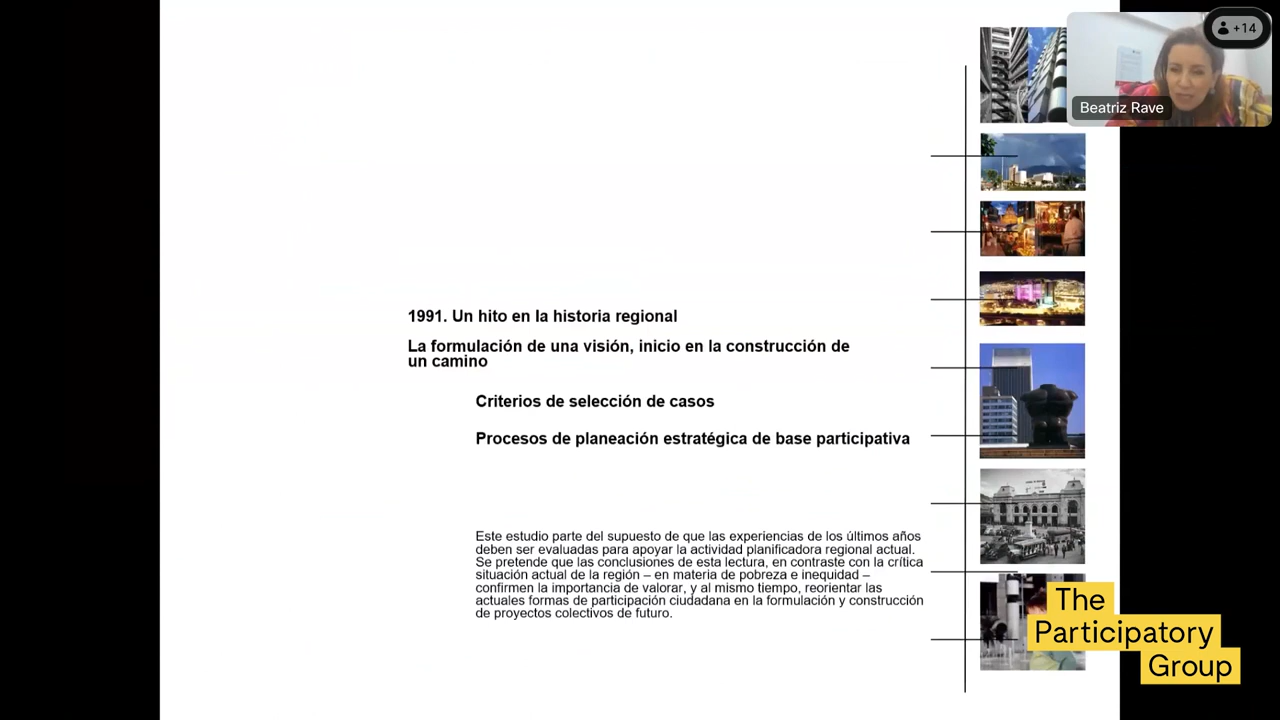 +14
Beatriz Rave
1991. Un hito en la historia regional
La formulación de una visión, inicio en la construcción de
un camino
Criterios de selección de casos
Procesos de planeación estratégica de base participativa
Este estudio parte del supuesto de que las experiencias de los últimos años
deben ser evaluadas para apoyar la actividad planificadora regional actual.
Se pretende que las conclusiones de esta lectura, en contraste con la crítica
situación actual de la región – en materia de pobreza e inequidad –
confirmen la importancia de valorar, y al mismo tiempo, reorientar las
actuales formas de participación ciudadana en la formulación y construcción
de proyectos colectivos de futuro.
The
Participatory
Group